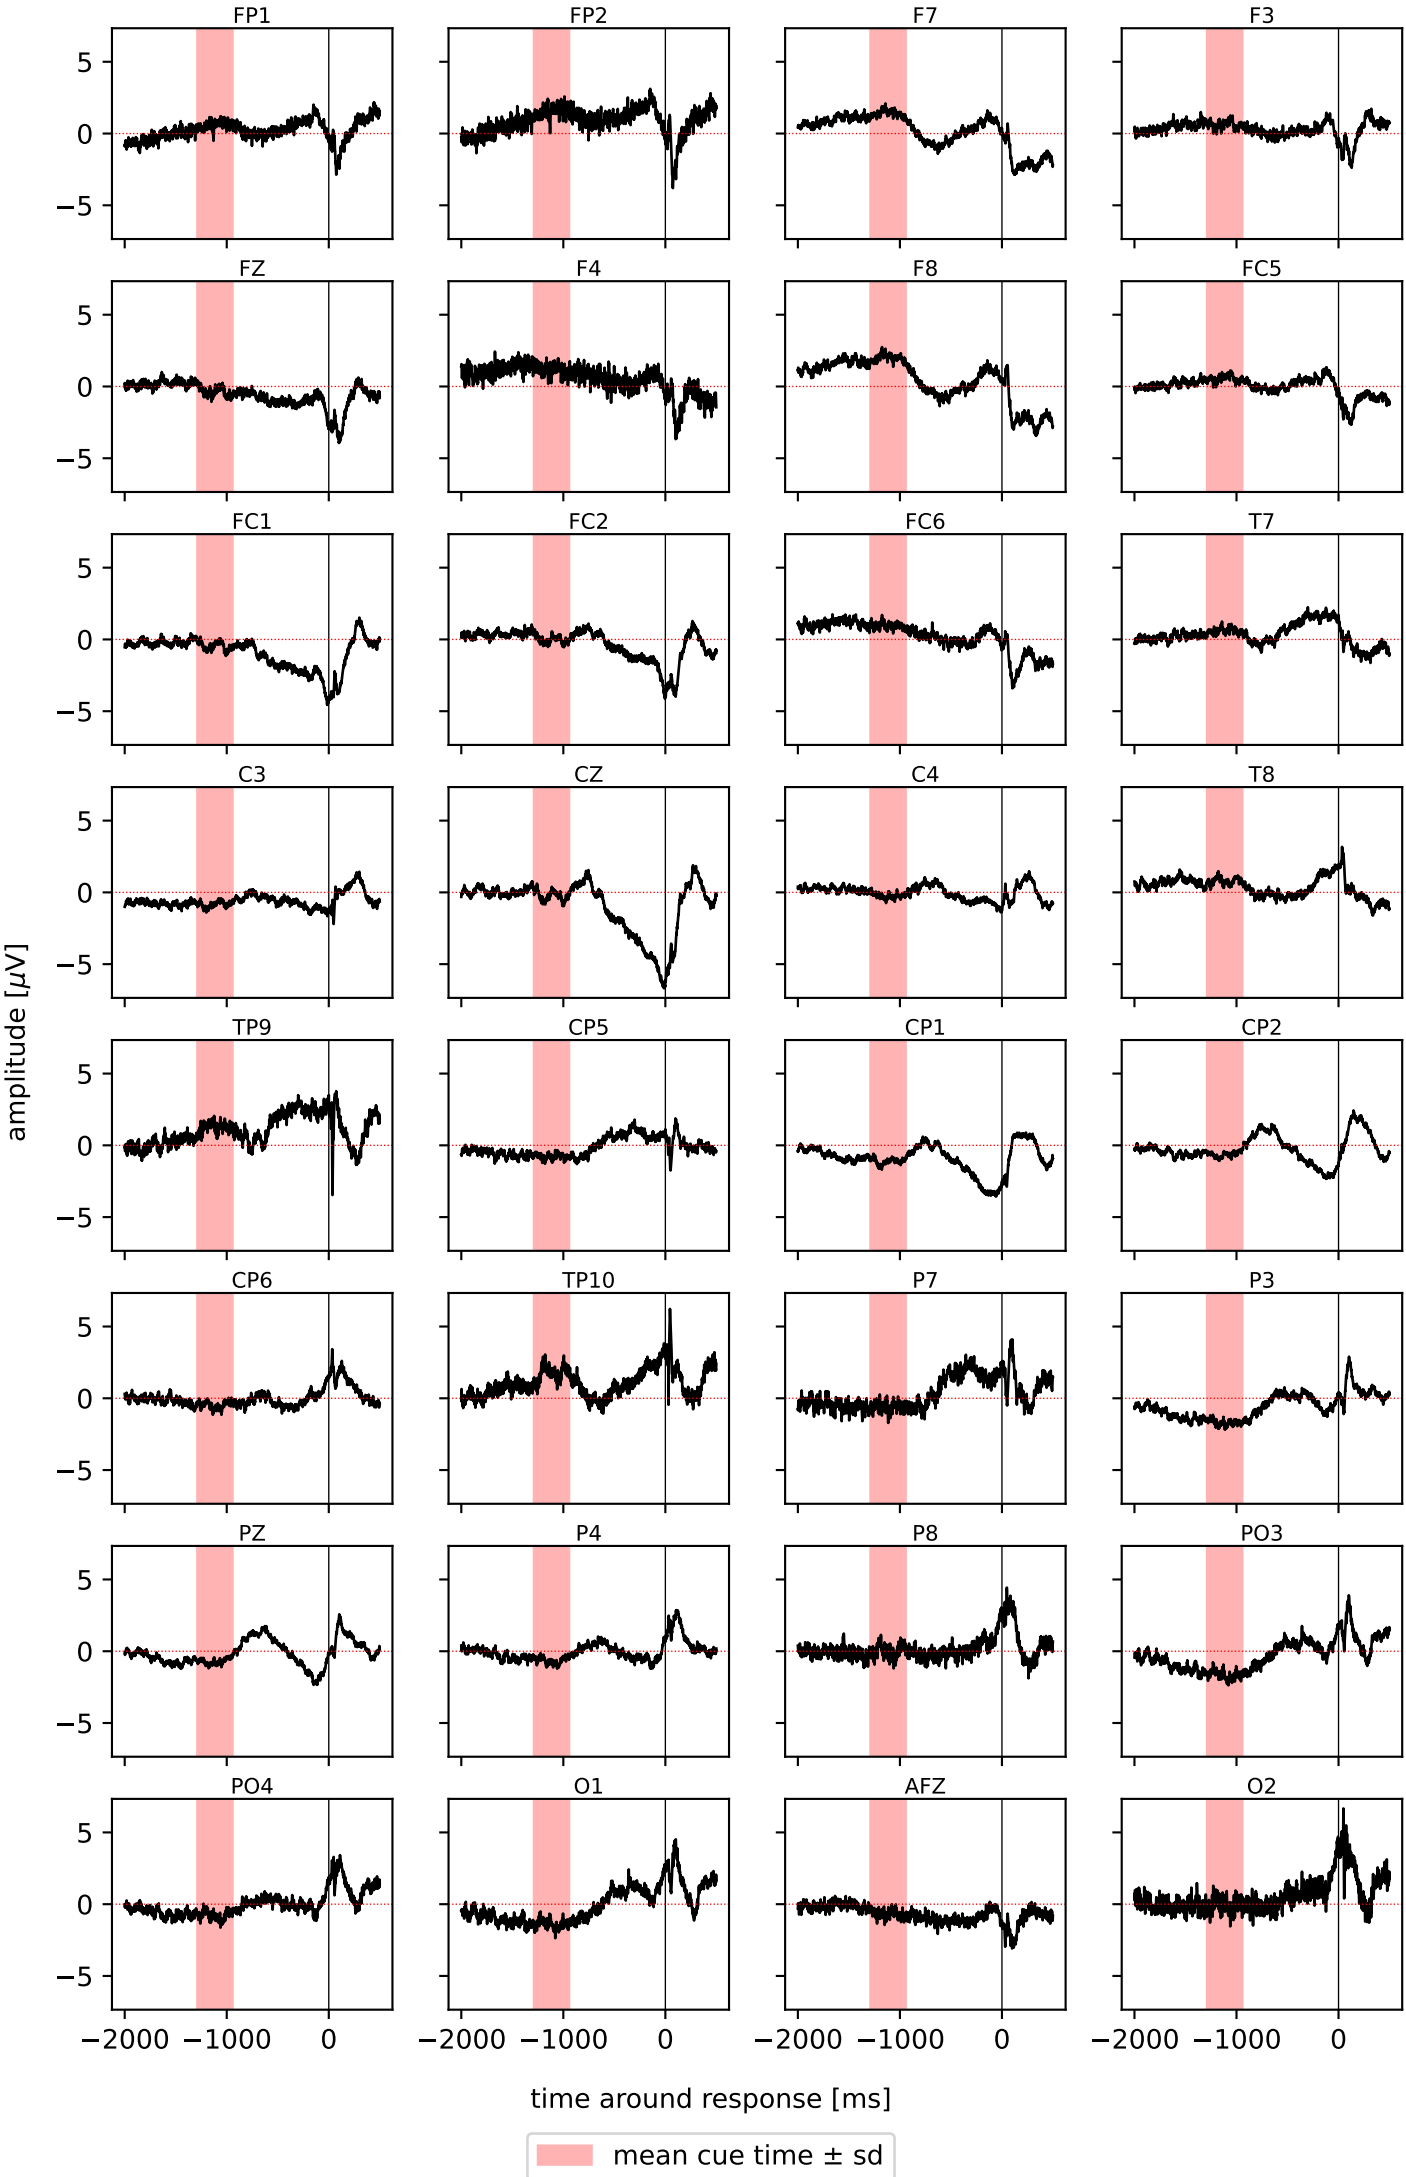 FP1 FP2 F7 F3
5
0
−5
FZ F4 F8 FC5
5
0
−5
FC1 FC2 FC6 T7
5
0
−5
C3 CZ C4 T8
5
0
−5
TP9 CP5 CP1 CP2
5
0
−5
CP6 TP10 P7 P3
5
0
−5
PZ P4 P8 PO3
5
0
−5
PO4 O1 AFZ O2
5
0
−5
−2000 −1000 0 −2000 −1000 0 −2000 −1000 0 −2000 −1000 0
amplitude [μV]
time around response [ms]
mean cue time ± sd